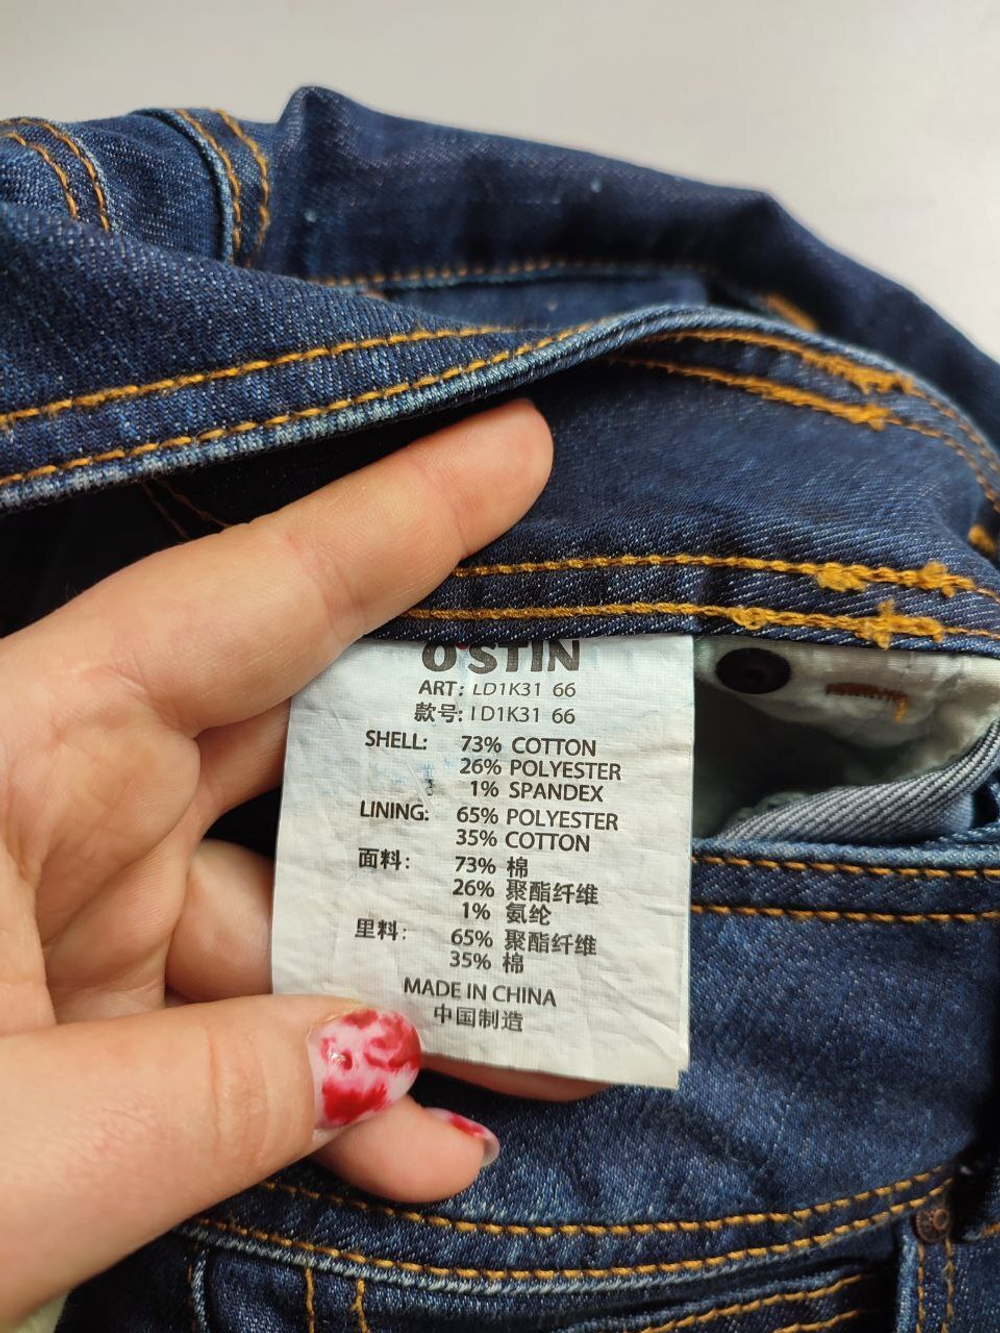 O'STIN
ART: LD1K31 66
款号: LD1K31 66
SHELL: 73% COTTON
26% POLYESTER
1% SPANDEX
LINING: 65% POLYESTER
35% COTTON
面料: 73% 棉
26% 聚酯纤维
1% 氨纶
里料: 65% 聚酯纤维
35% 棉
MADE IN CHINA
中国制造